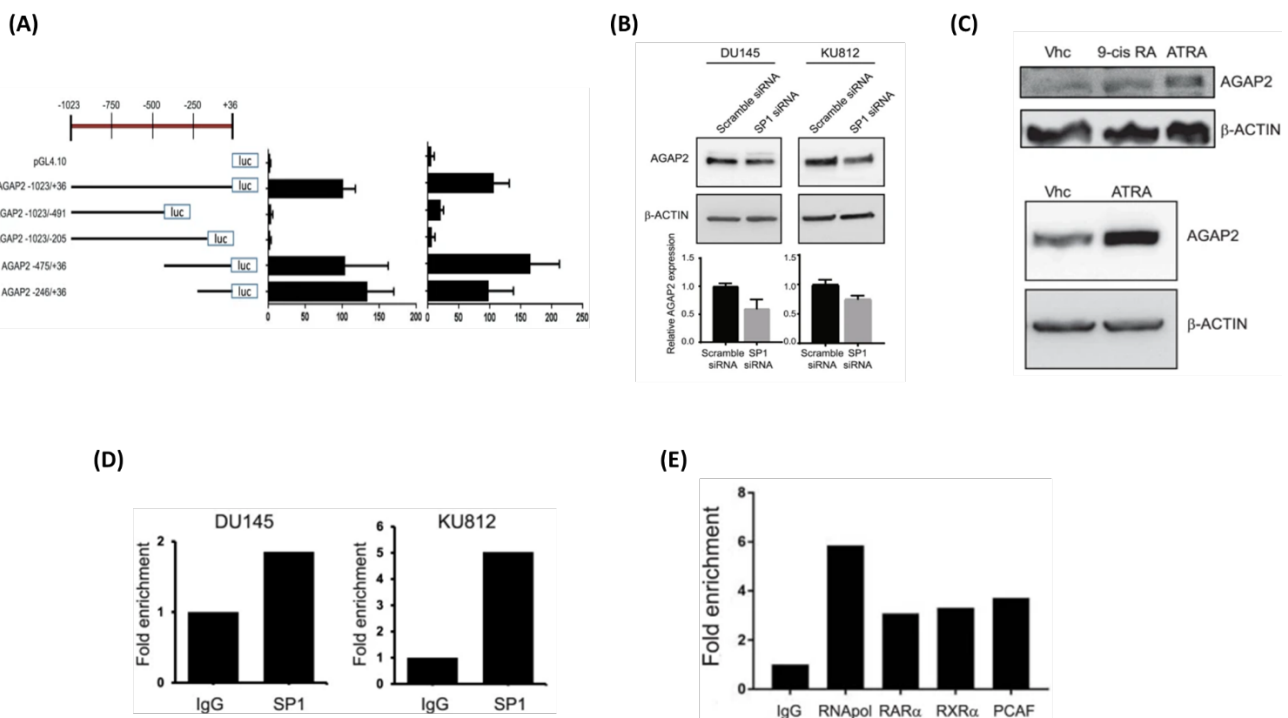 (A)
-1023 -750 -500 -250 +36
pGL4.10 luc
AGAP2 -1023/+36 luc
GAP2 -1023/-491 luc
GAP2 -1023/-205 luc
AGAP2 -475/+36 luc
AGAP2 -246/+36 luc
0 50 100 150 200
0 50 100 150 200 250
(B)
DU145 KU812
Scramble siRNA SP1 siRNA Scramble siRNA SP1 siRNA
AGAP2
β-ACTIN
Relative AGAP2 expression
1.5 1.5
1.0 1.0
0.5 0.5
0.0 0.0
Scramble SP1 Scramble SP1
siRNA siRNA siRNA siRNA
(C)
Vhc 9-cis RA ATRA
AGAP2
β-ACTIN
Vhc ATRA
AGAP2
β-ACTIN
(D)
DU145 KU812
Fold enrichment
2
1
0
IgG SP1
Fold enrichment
6
5
4
3
2
1
0
IgG SP1
(E)
Fold enrichment
8
6
4
2
0
IgG RNApol RARα RXRα PCAF